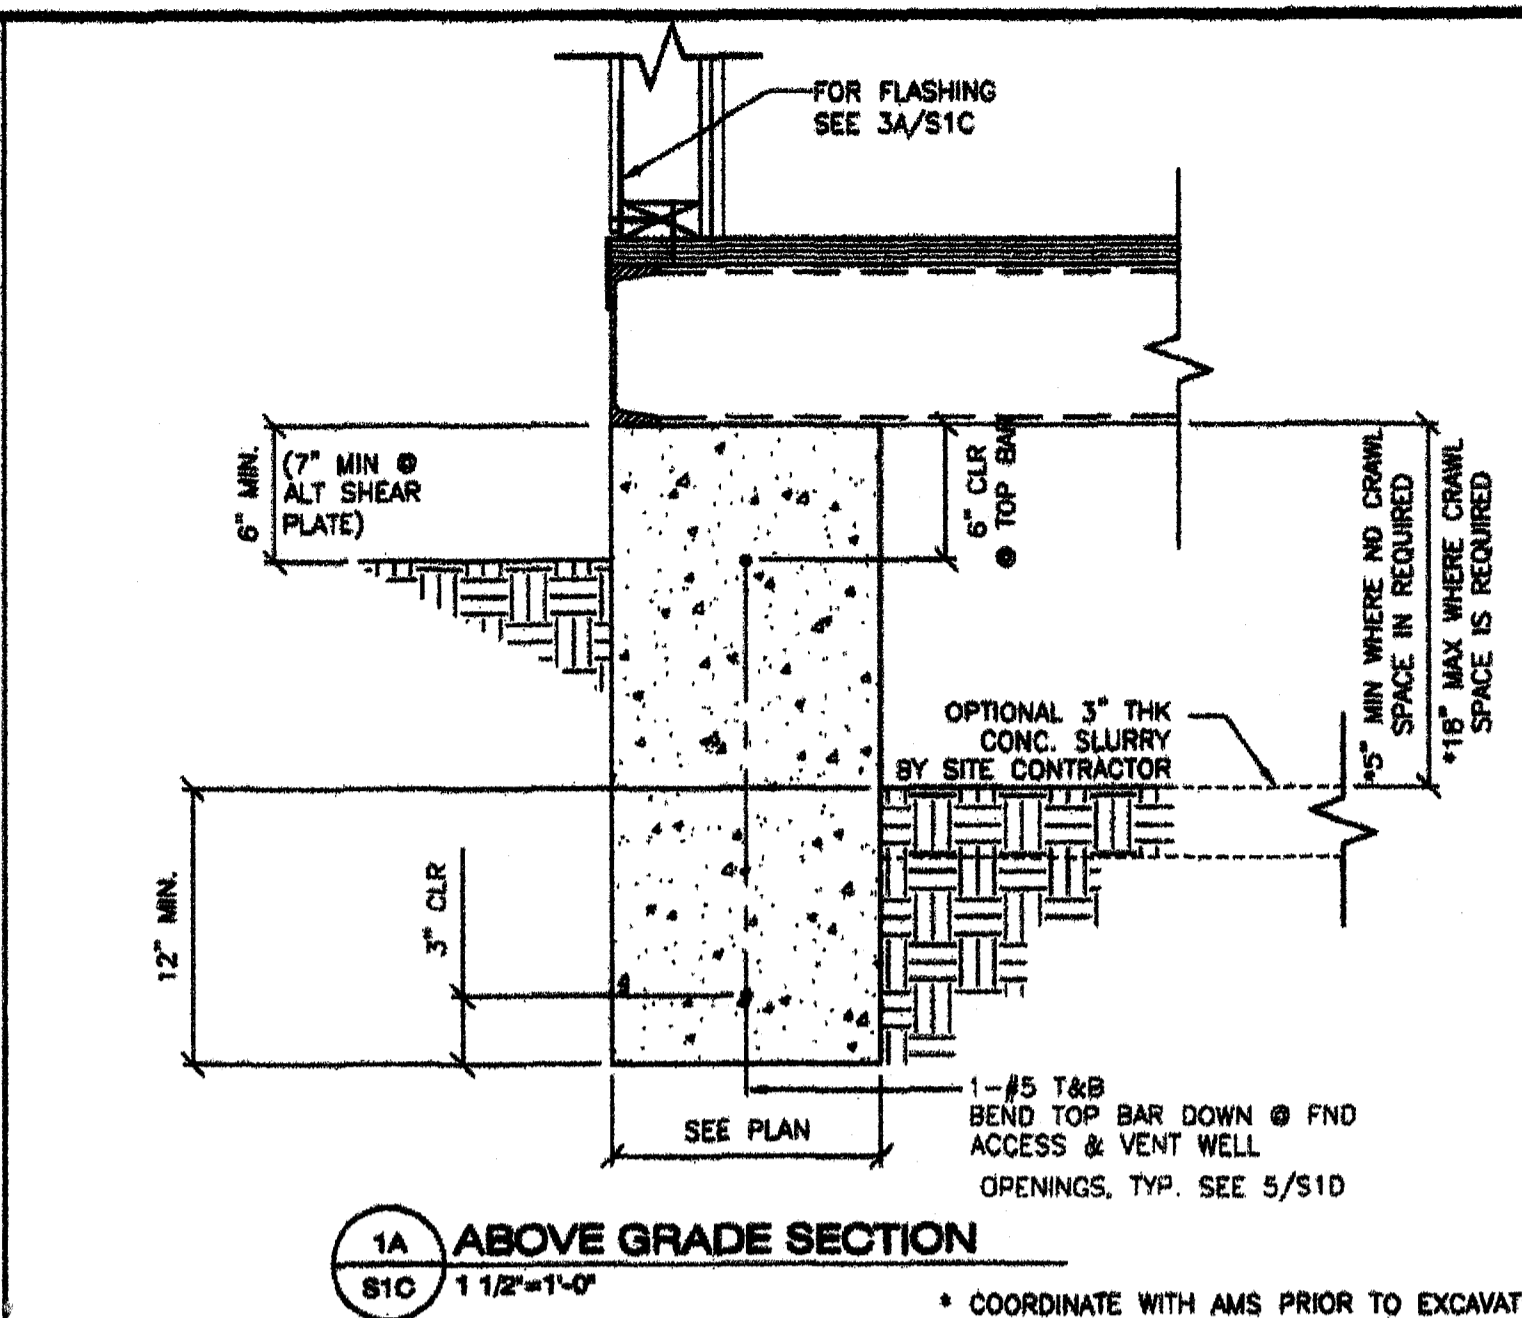 FOR FLASHING
SEE 3A/S1C
6" MIN.
(7" MIN @
ALT SHEAR
PLATE)
6" CLR
@ TOP BAR
*5" MIN WHERE NO CRAWL
SPACE IN REQUIRED
*18" MAX WHERE CRAWL
SPACE IS REQUIRED
OPTIONAL 3" THK
CONC. SLURRY
BY SITE CONTRACTOR
12" MIN.
3" CLR
1-#5 T&B
BEND TOP BAR DOWN @ FND
ACCESS & VENT WELL
OPENINGS, TYP. SEE 5/S1D
SEE PLAN
1A
S1C
ABOVE GRADE SECTION
1 1/2"=1'-0"
* COORDINATE WITH AMS PRIOR TO EXCAVAT